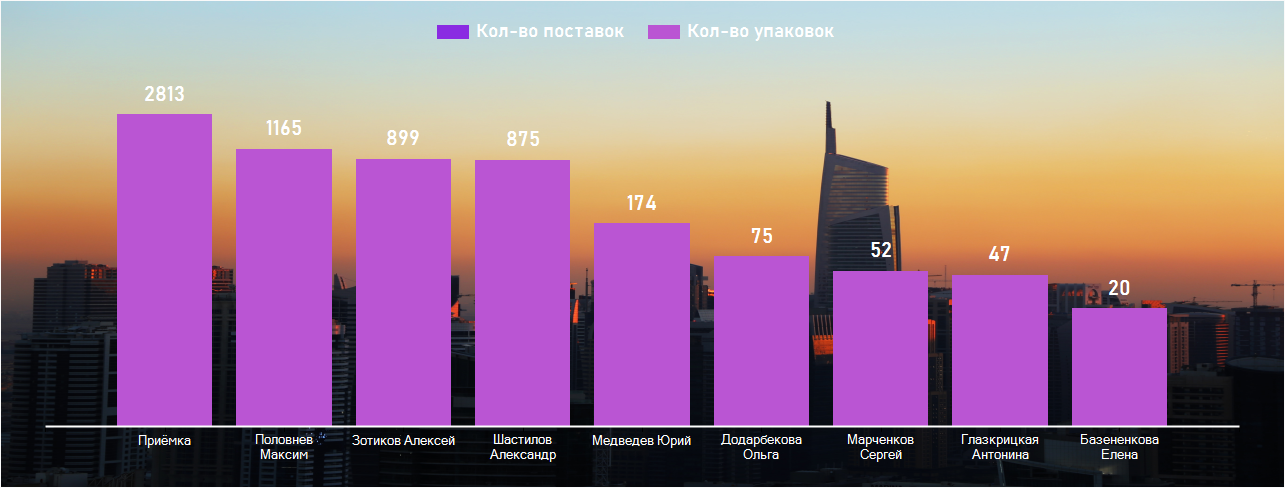 Кол-во поставок Кол-во упаковок
2813
1165
899
875
174
75
52
47
20
Приёмка
Половнев
Максим
Зотиков Алексей
Шастилов
Александр
Медведев Юрий
Додарбекова
Ольга
Марченков
Сергей
Глазкрицкая
Антонина
Базененкова
Елена